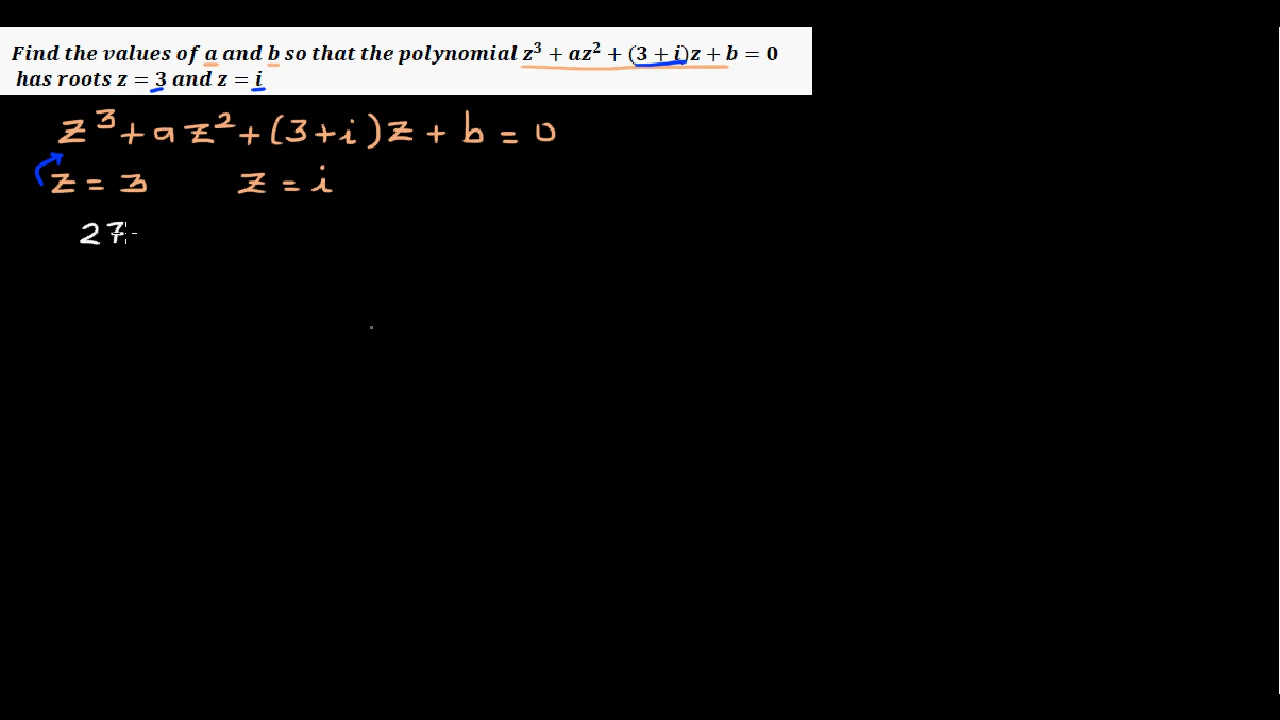 Find the values of a and b so that the polynomial z³ + az² + (3 + i)z + b = 0
has roots z = 3 and z = i
z³ + az² + (3+i)z + b = 0
z = 3 z = i
27